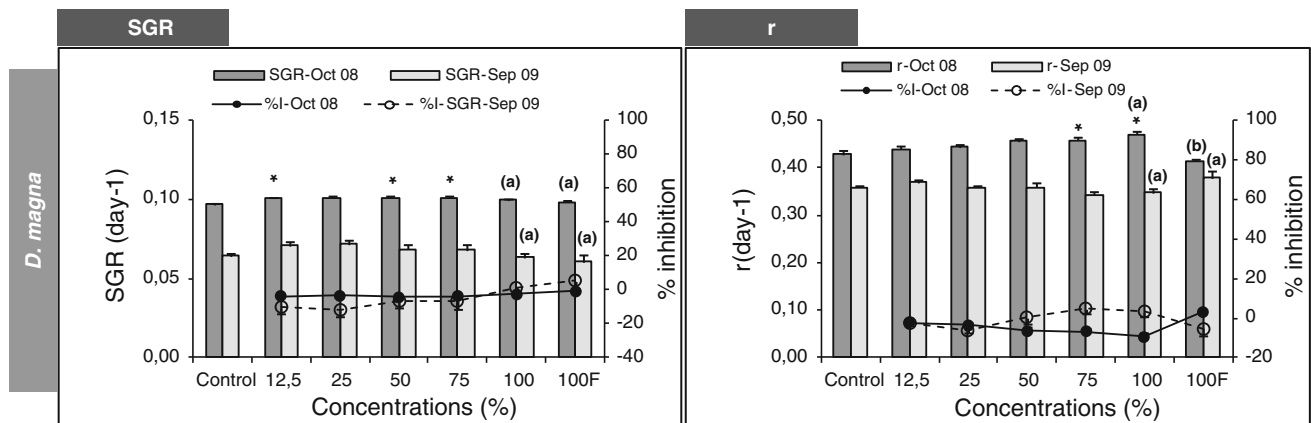 SGR
r
D. magna
SGR-Oct 08
SGR-Sep 09
%I-Oct 08
%I-SGR-Sep 09
0,15
0,10
0,05
0,00
SGR (day-1)
100
80
60
40
20
0
-20
-40
% inhibition
*
*
*
(a)
(a)
(a)
(a)
Control 12,5 25 50 75 100 100F
Concentrations (%)
r-Oct 08
r-Sep 09
%I-Oct 08
%I-Sep 09
0,50
0,40
0,30
0,20
0,10
0,00
r(day-1)
100
80
60
40
20
0
-20
% inhibition
(a)
*
*
(b)
(a)
(a)
Control 12,5 25 50 75 100 100F
Concentrations (%)